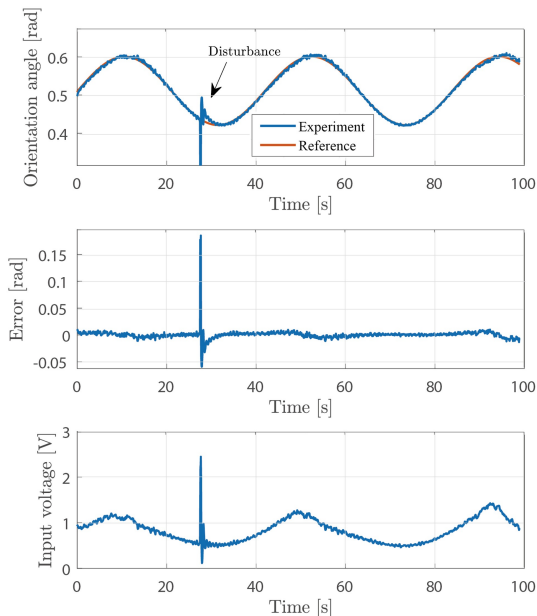 Orientation angle [rad]
0.6
0.5
0.4
Disturbance
Experiment
Reference
0 20 40 60 80 100
Time [s]
Error [rad]
0.15
0.1
0.05
0
-0.05
0 20 40 60 80 100
Time [s]
Input voltage [V]
3
2
1
0
0 20 40 60 80 100
Time [s]